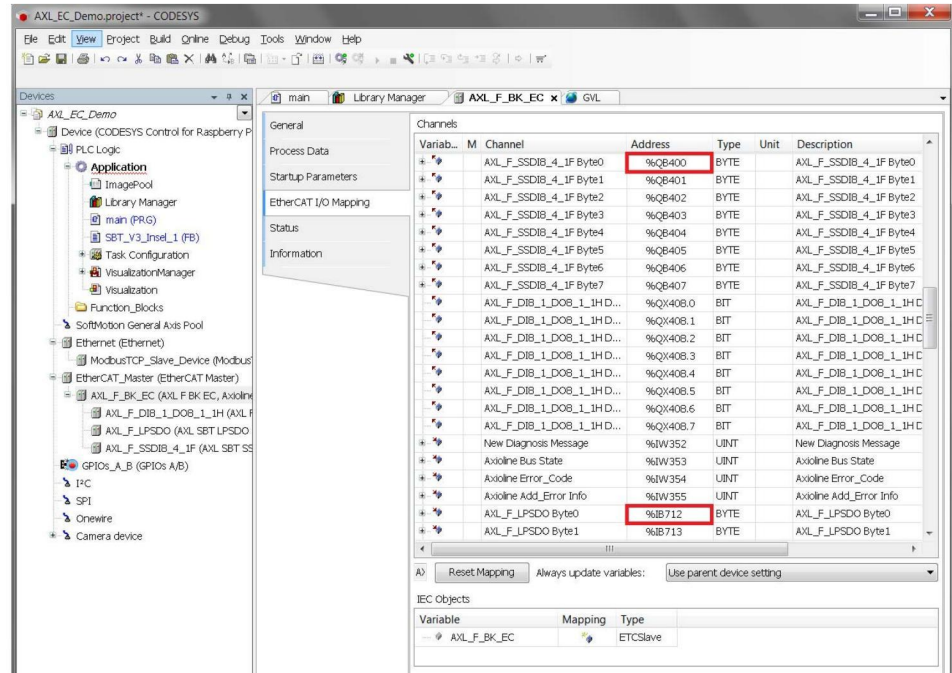 AXL_EC_Demo.project* - CODESYS
File Edit View Project Build Online Debug Tools Window Help
Devices
AXL_EC_Demo
Device (CODESYS Control for Raspberry P
PLC Logic
Application
ImagePool
Library Manager
main (PRG)
SBT_V3_Insel_1 (FB)
Task Configuration
VisualizationManager
Visualization
Function_Blocks
SoftMotion General Axis Pool
Ethernet (Ethernet)
ModbusTCP_Slave_Device (Modbus
EtherCAT_Master (EtherCAT Master)
AXL_F_BK_EC (AXL F BK EC, Axioline
AXL_F_DI8_1_DO8_1_1H (AXL F
AXL_F_LPSDO (AXL SBT LPSDO
AXL_F_SSDI8_4_1F (AXL SBT SS
GPIOs_A_B (GPIOs A/B)
I²C
SPI
Onewire
Camera device
main Library Manager AXL_F_BK_EC GVL
General
Process Data
Startup Parameters
EtherCAT I/O Mapping
Status
Information
Channels
Variab... M Channel Address Type Unit Description
AXL_F_SSDI8_4_1F Byte0 %QB400 BYTE AXL_F_SSDI8_4_1F Byte0
AXL_F_SSDI8_4_1F Byte1 %QB401 BYTE AXL_F_SSDI8_4_1F Byte1
AXL_F_SSDI8_4_1F Byte2 %QB402 BYTE AXL_F_SSDI8_4_1F Byte2
AXL_F_SSDI8_4_1F Byte3 %QB403 BYTE AXL_F_SSDI8_4_1F Byte3
AXL_F_SSDI8_4_1F Byte4 %QB404 BYTE AXL_F_SSDI8_4_1F Byte4
AXL_F_SSDI8_4_1F Byte5 %QB405 BYTE AXL_F_SSDI8_4_1F Byte5
AXL_F_SSDI8_4_1F Byte6 %QB406 BYTE AXL_F_SSDI8_4_1F Byte6
AXL_F_SSDI8_4_1F Byte7 %QB407 BYTE AXL_F_SSDI8_4_1F Byte7
AXL_F_DI8_1_DO8_1_1H D... %QX408.0 BIT AXL_F_DI8_1_DO8_1_1H D
AXL_F_DI8_1_DO8_1_1H D... %QX408.1 BIT AXL_F_DI8_1_DO8_1_1H D
AXL_F_DI8_1_DO8_1_1H D... %QX408.2 BIT AXL_F_DI8_1_DO8_1_1H D
AXL_F_DI8_1_DO8_1_1H D... %QX408.3 BIT AXL_F_DI8_1_DO8_1_1H D
AXL_F_DI8_1_DO8_1_1H D... %QX408.4 BIT AXL_F_DI8_1_DO8_1_1H D
AXL_F_DI8_1_DO8_1_1H D... %QX408.5 BIT AXL_F_DI8_1_DO8_1_1H D
AXL_F_DI8_1_DO8_1_1H D... %QX408.6 BIT AXL_F_DI8_1_DO8_1_1H D
AXL_F_DI8_1_DO8_1_1H D... %QX408.7 BIT AXL_F_DI8_1_DO8_1_1H D
New Diagnosis Message %IW352 UINT New Diagnosis Message
Axioline Bus State %IW353 UINT Axioline Bus State
Axioline Error_Code %IW354 UINT Axioline Error_Code
Axioline Add_Error Info %IW355 UINT Axioline Add_Error Info
AXL_F_LPSDO Byte0 %IB712 BYTE AXL_F_LPSDO Byte0
AXL_F_LPSDO Byte1 %IB713 BYTE AXL_F_LPSDO Byte1
Reset Mapping Always update variables: Use parent device setting
IEC Objects
Variable Mapping Type
AXL_F_BK_EC ETCSlave